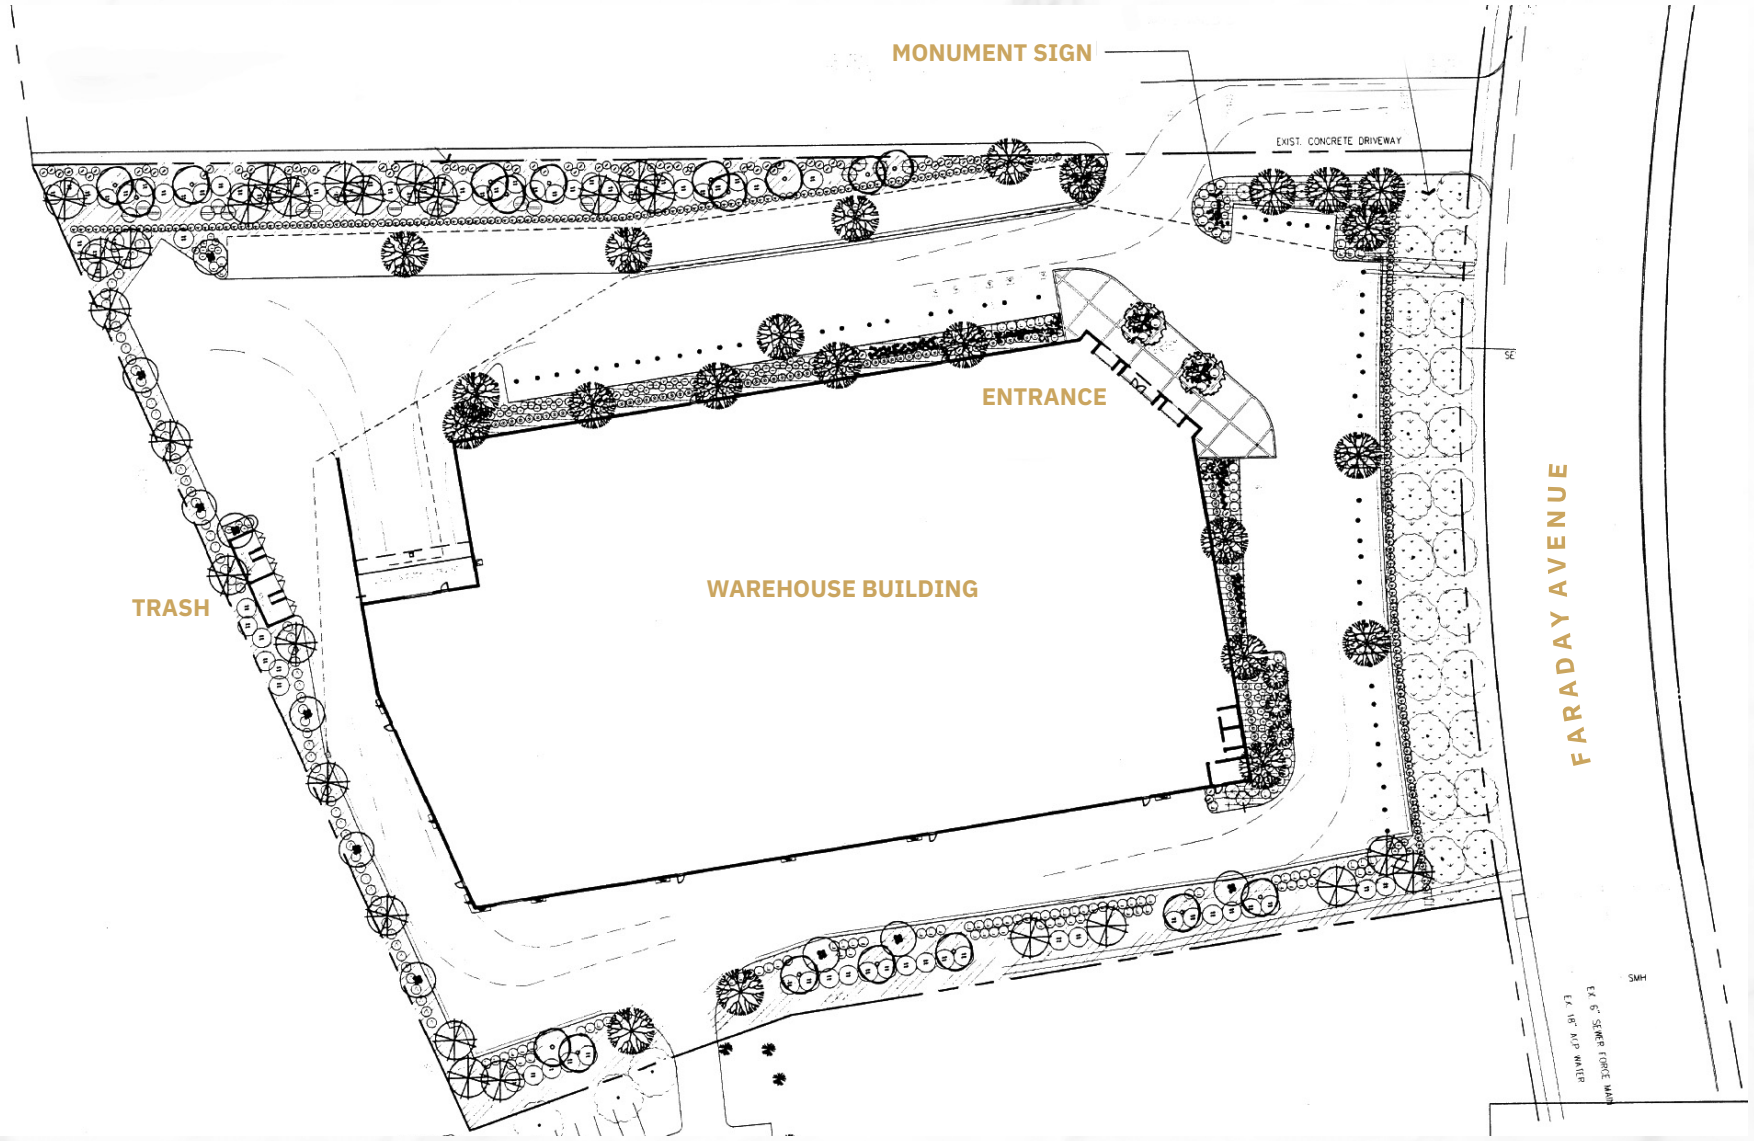 MONUMENT SIGN
EXIST. CONCRETE DRIVEWAY
SE
ENTRANCE
FARADAY AVENUE
WAREHOUSE BUILDING
TRASH
SMH
EX 6" SEWER FORCE MAIN
EX 18" ACP WATER